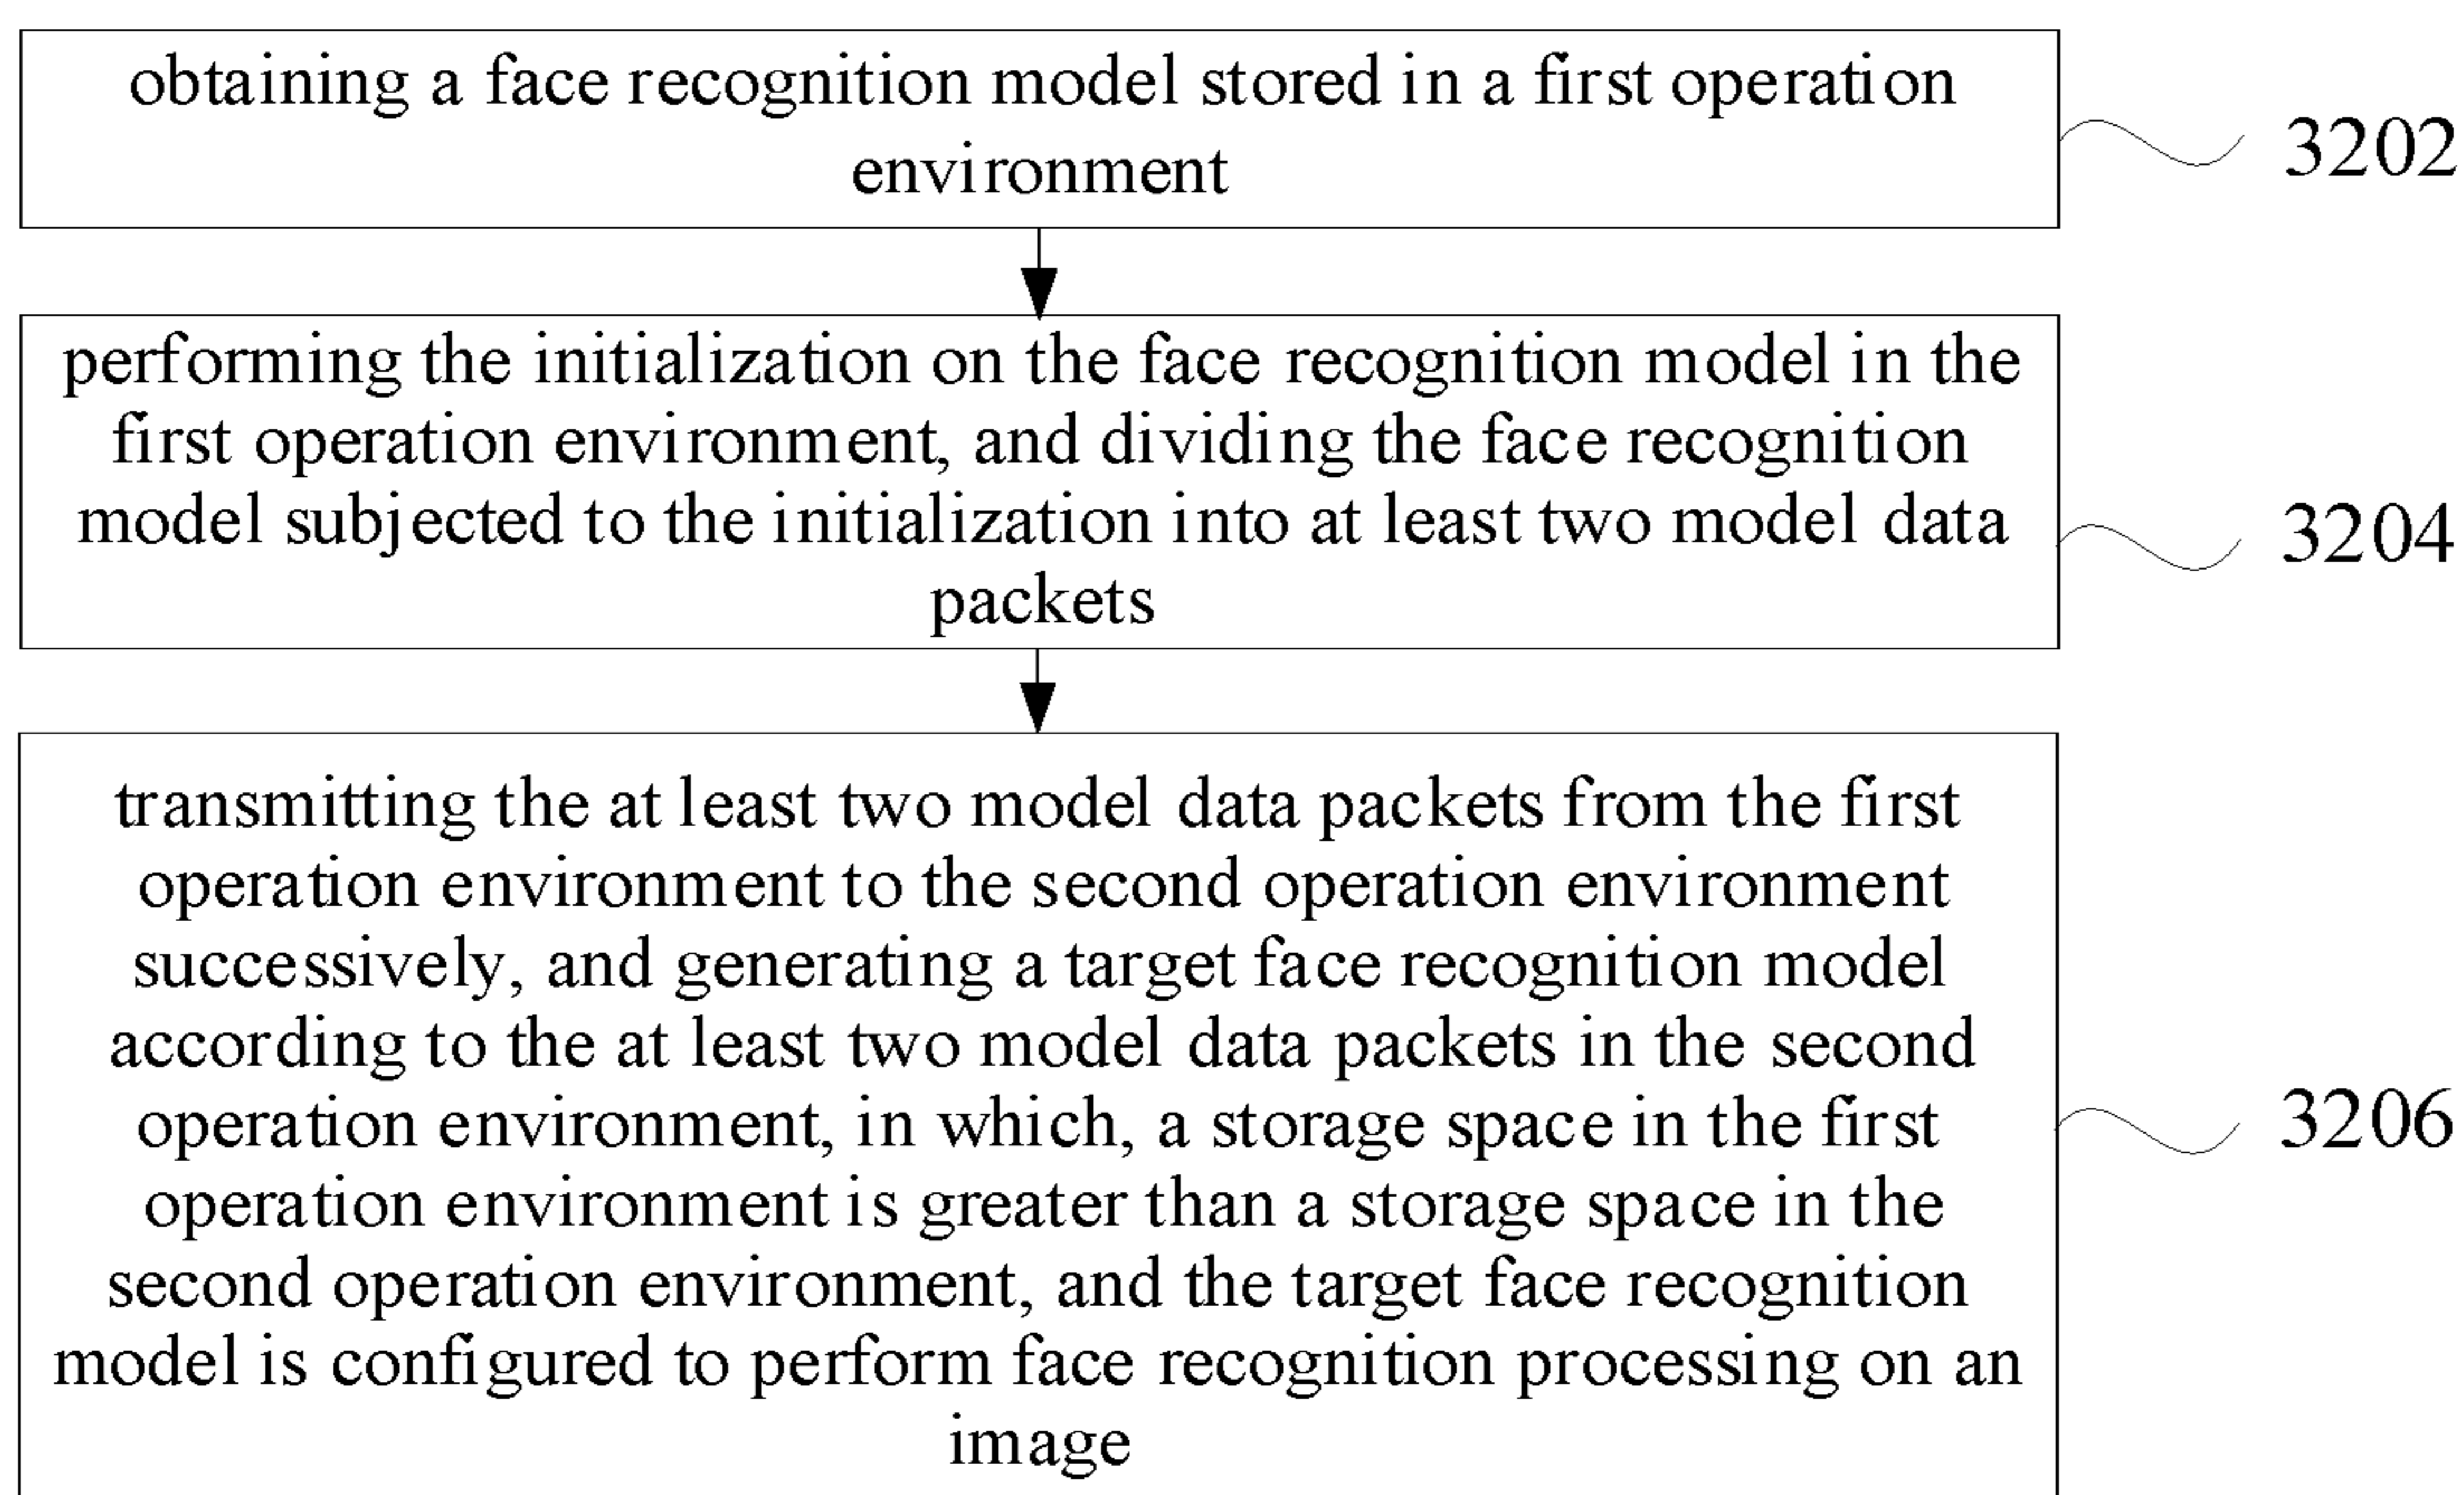 obtaining a face recognition model stored in a first operation
environment
3202
performing the initialization on the face recognition model in the
first operation environment, and dividing the face recognition
model subjected to the initialization into at least two model data
packets
3204
transmitting the at least two model data packets from the first
operation environment to the second operation environment
successively, and generating a target face recognition model
according to the at least two model data packets in the second
operation environment, in which, a storage space in the first
operation environment is greater than a storage space in the
second operation environment, and the target face recognition
model is configured to perform face recognition processing on an
image
3206